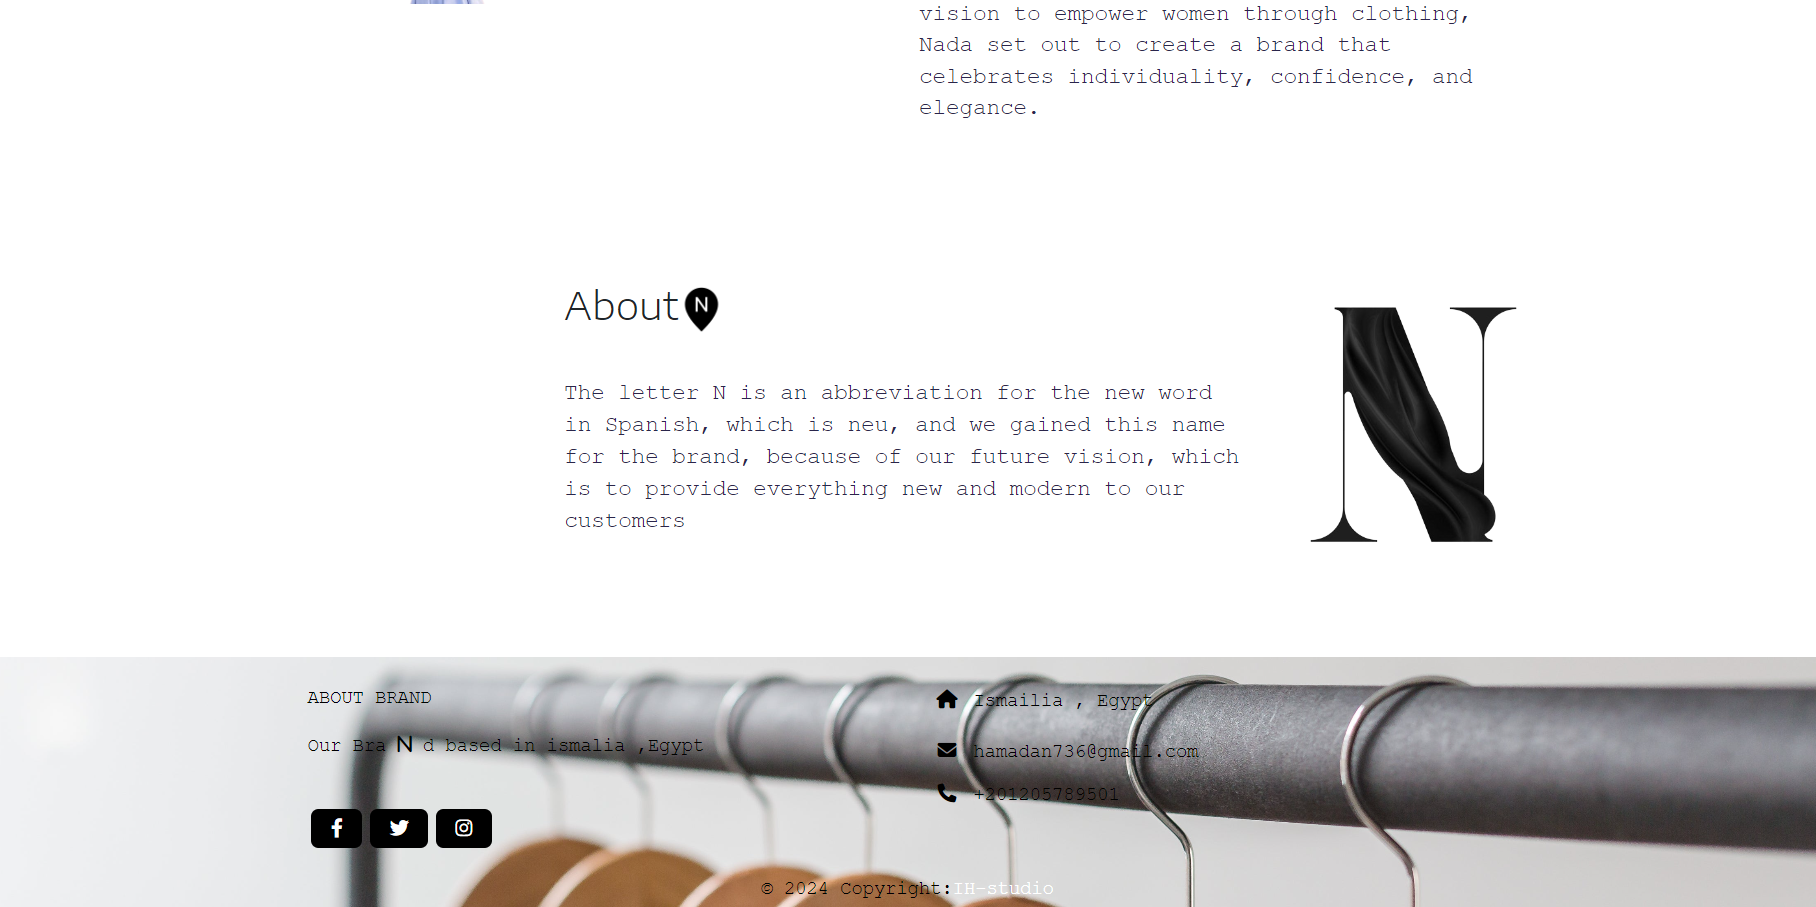 vision to empower women through clothing,
Nada set out to create a brand that
celebrates individuality, confidence, and
elegance.
About N
The letter N is an abbreviation for the new word
in Spanish, which is neu, and we gained this name
for the brand, because of our future vision, which
is to provide everything new and modern to our
customers
N
ABOUT BRAND
Our Bra N d based in ismalia ,Egypt
Ismailia , Egypt
hamadan736@gmail.com
+201205789501
© 2024 Copyright:IH-studio